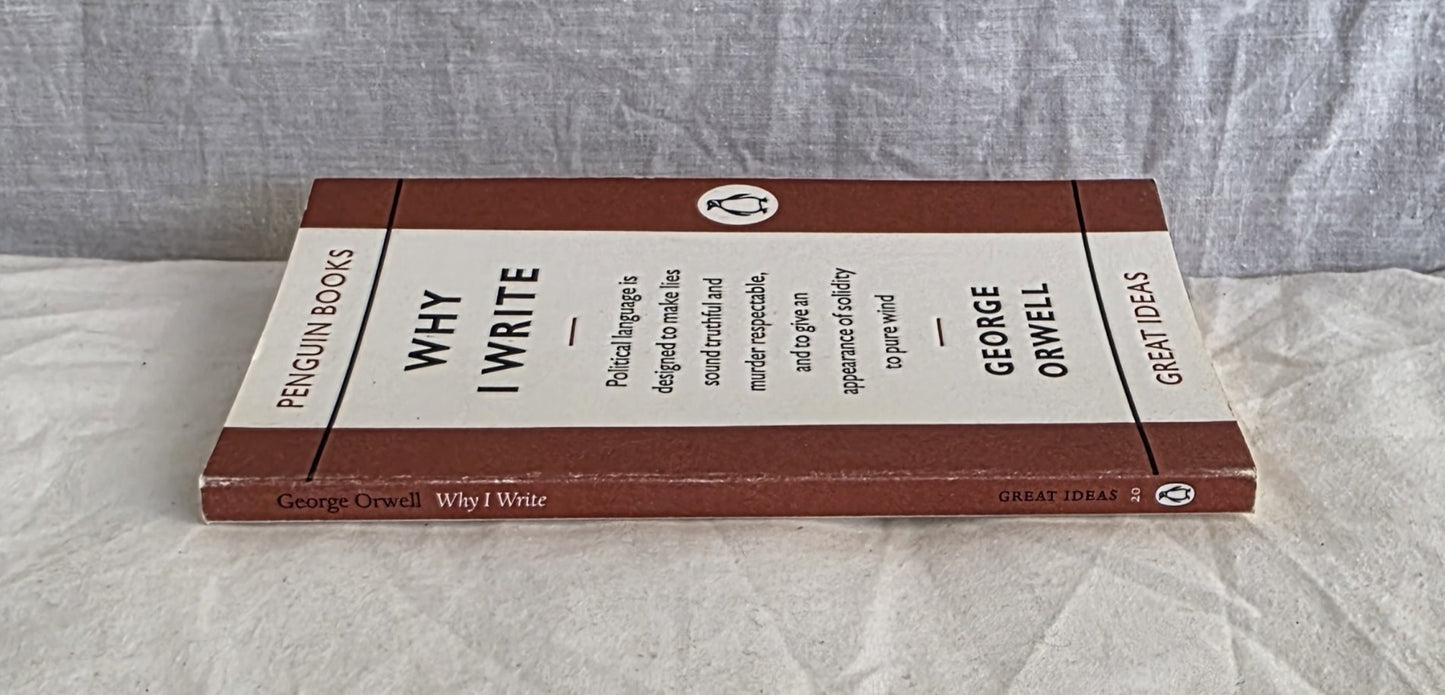 PENGUIN BOOKS
WHY
I WRITE
Political language is
designed to make lies
sound truthful and
murder respectable,
and to give an
appearance of solidity
to pure wind
GEORGE
ORWELL
GREAT IDEAS
George Orwell Why I Write GREAT IDEAS 20